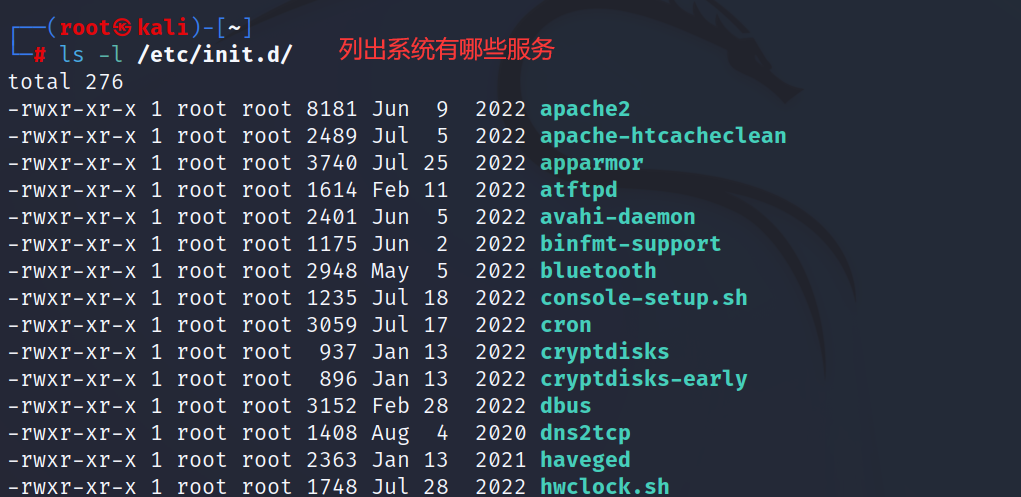 ┌──(root㉿kali)-[~]
└─# ls -l /etc/init.d/ 列出系统有哪些服务
total 276
-rwxr-xr-x 1 root root 8181 Jun  9  2022 apache2
-rwxr-xr-x 1 root root 2489 Jul  5  2022 apache-htcacheclean
-rwxr-xr-x 1 root root 3740 Jul 25  2022 apparmor
-rwxr-xr-x 1 root root 1614 Feb 11  2022 atftpd
-rwxr-xr-x 1 root root 2401 Jun  5  2022 avahi-daemon
-rwxr-xr-x 1 root root 1175 Jun  2  2022 binfmt-support
-rwxr-xr-x 1 root root 2948 May  5  2022 bluetooth
-rwxr-xr-x 1 root root 1235 Jul 18  2022 console-setup.sh
-rwxr-xr-x 1 root root 3059 Jul 17  2022 cron
-rwxr-xr-x 1 root root  937 Jan 13  2022 cryptdisks
-rwxr-xr-x 1 root root  896 Jan 13  2022 cryptdisks-early
-rwxr-xr-x 1 root root 3152 Feb 28  2022 dbus
-rwxr-xr-x 1 root root 1408 Aug  4  2020 dns2tcp
-rwxr-xr-x 1 root root 2363 Jan 13  2021 haveged
-rwxr-xr-x 1 root root 1748 Jul 28  2022 hwclock.sh